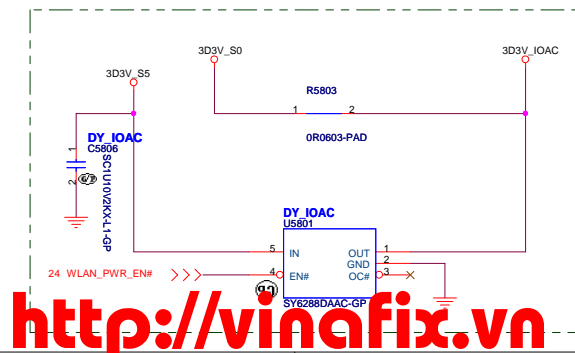 3D3V_S0
3D3V_IOAC
3D3V_S5
R5803
1 2
0R0603-PAD
DY_IOAC
C5806
1
2
SC1U10V2KX-L1-GP
DY_IOAC
U5801
5 IN OUT 1
GND 2
24 WLAN_PWR_EN# 4 EN# OC# 3
SY6288DAAC-GP
http://vinafix.vn